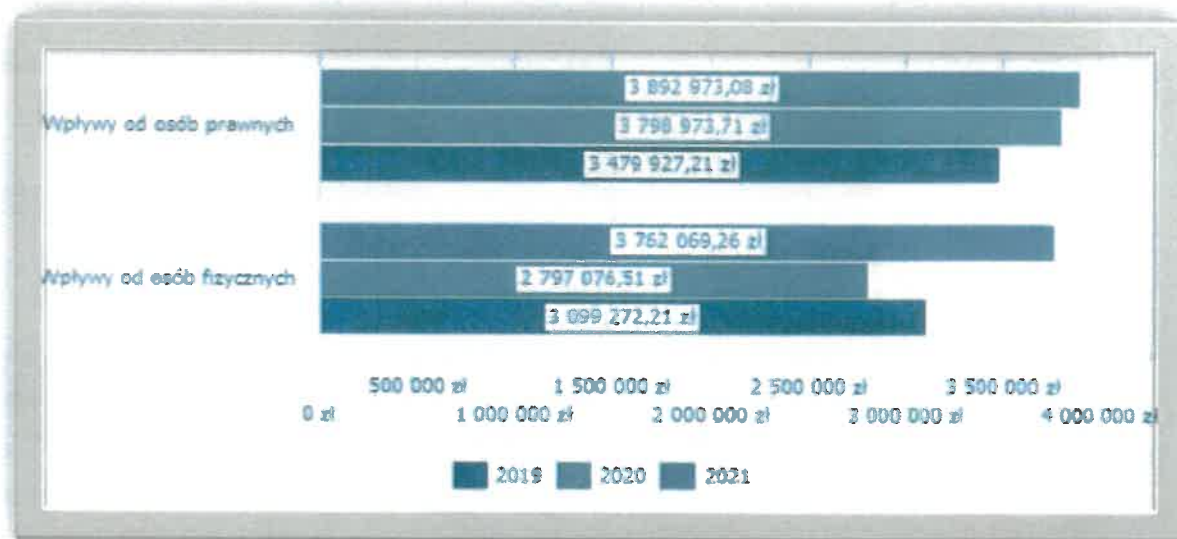 3 892 973,08 zł
Wpływy od osób prawnych
3 798 973,71 zł
3 479 927,21 zł
3 762 069,26 zł
Wpływy od osób fizycznych
2 797 076,51 zł
3 099 272,21 zł
500 000 zł 1 500 000 zł 2 500 000 zł 3 500 000 zł
0 zł 1 000 000 zł 2 000 000 zł 3 000 000 zł 4 000 000 zł
2019 2020 2021